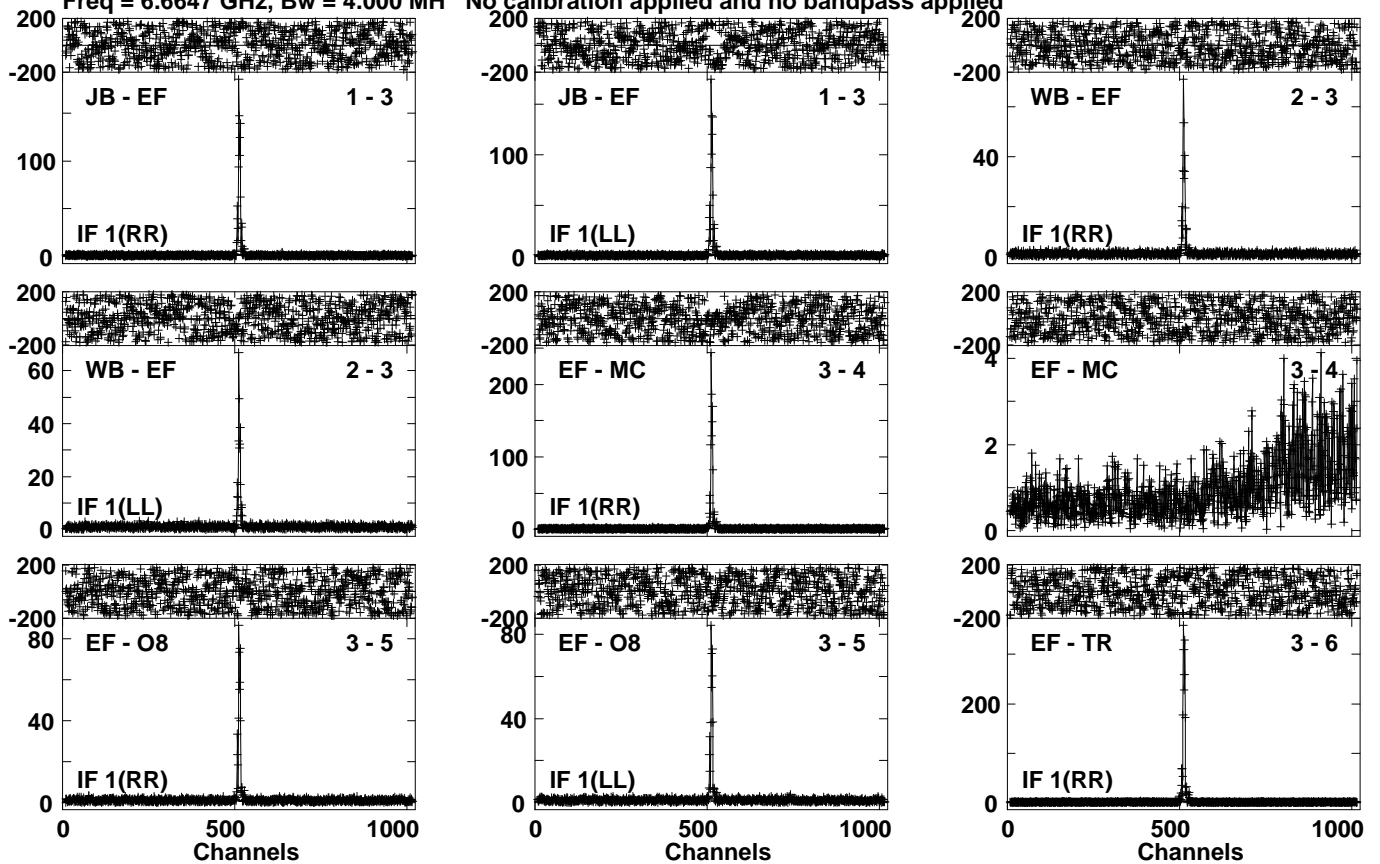 Freq = 6.6647 GHz, Bw = 4.000 MH No calibration applied and no bandpass applied
200 200 200
-200 -200 -200
JB - EF 1 - 3 JB - EF 1 - 3 WB - EF 2 - 3
100 100 40
IF 1(RR) IF 1(LL) IF 1(RR)
0 0 0
200 200 200
-200 -200 -200
4
WB - EF 2 - 3 EF - MC 3 - 4 EF - MC 3 - 4
60 200
40 2
20 100
IF 1(LL) IF 1(RR)
0 0 0
200 200 200
-200 -200 -200
EF - O8 3 - 5 EF - O8 3 - 5 EF - TR 3 - 6
80 80
40 40 200
IF 1(RR) IF 1(LL) IF 1(RR)
0 0 0
0 500 1000 0 500 1000 0 500 1000
Channels Channels Channels